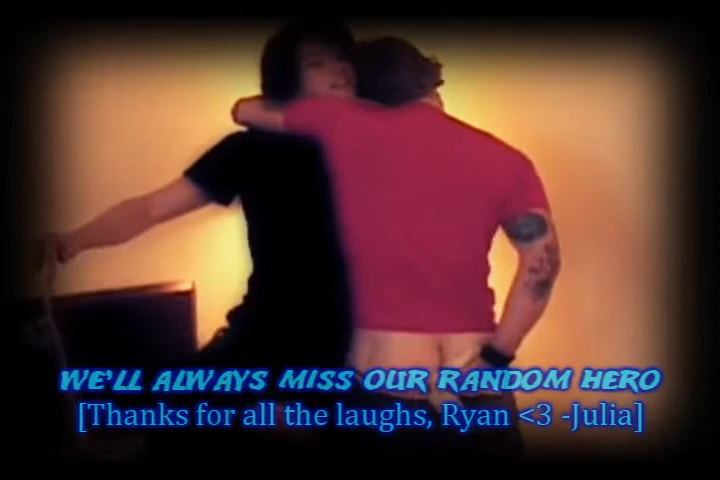 WE'LL ALWAYS MISS OUR RANDOM HERO
[Thanks for all the laughs, Ryan <3 -Julia]